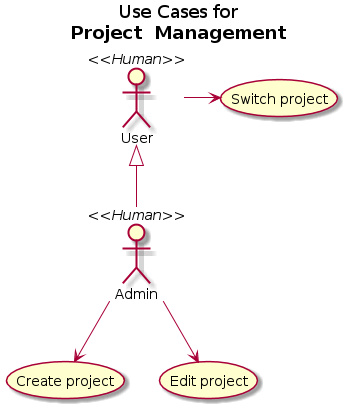 Use Cases for
Project  Management
<<Human>>
User
Switch project
<<Human>>
Admin
Create project
Edit project